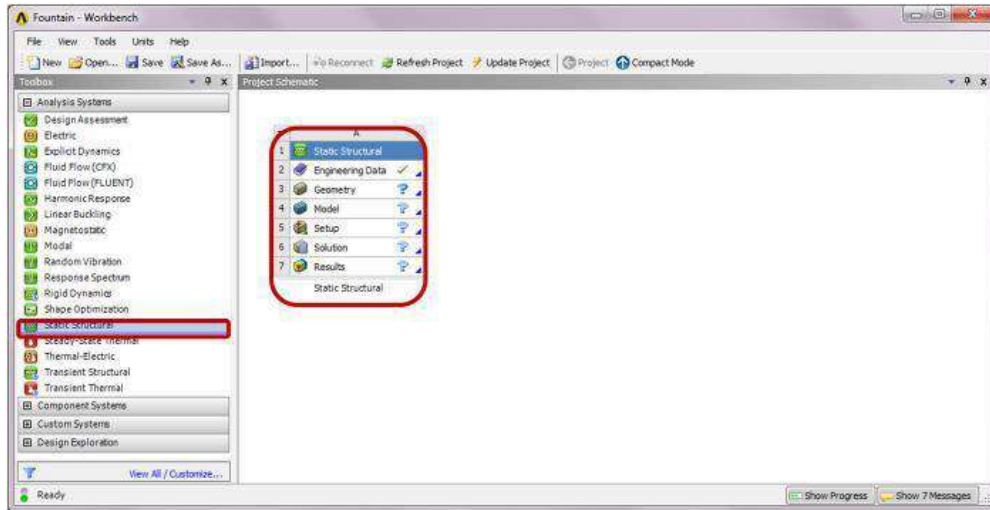 Fountain - Workbench
File View Tools Units Help
New Open... Save Save As... Import... Reconnect Refresh Project Update Project Project Compact Mode
Toolbox
Project Schematic
Analysis Systems
Design Assessment
Electric
Explicit Dynamics
Fluid Flow (CFX)
Fluid Flow (FLUENT)
Harmonic Response
Linear Buckling
Magnetostatic
Modal
Random Vibration
Response Spectrum
Rigid Dynamics
Shape Optimization
Static Structural
Steady-State Thermal
Thermal-Electric
Transient Structural
Transient Thermal
Component Systems
Custom Systems
Design Exploration
View All / Customize...
A
1 Static Structural
2 Engineering Data
3 Geometry
4 Model
5 Setup
6 Solution
7 Results
Static Structural
Ready
Show Progress Show 7 Messages